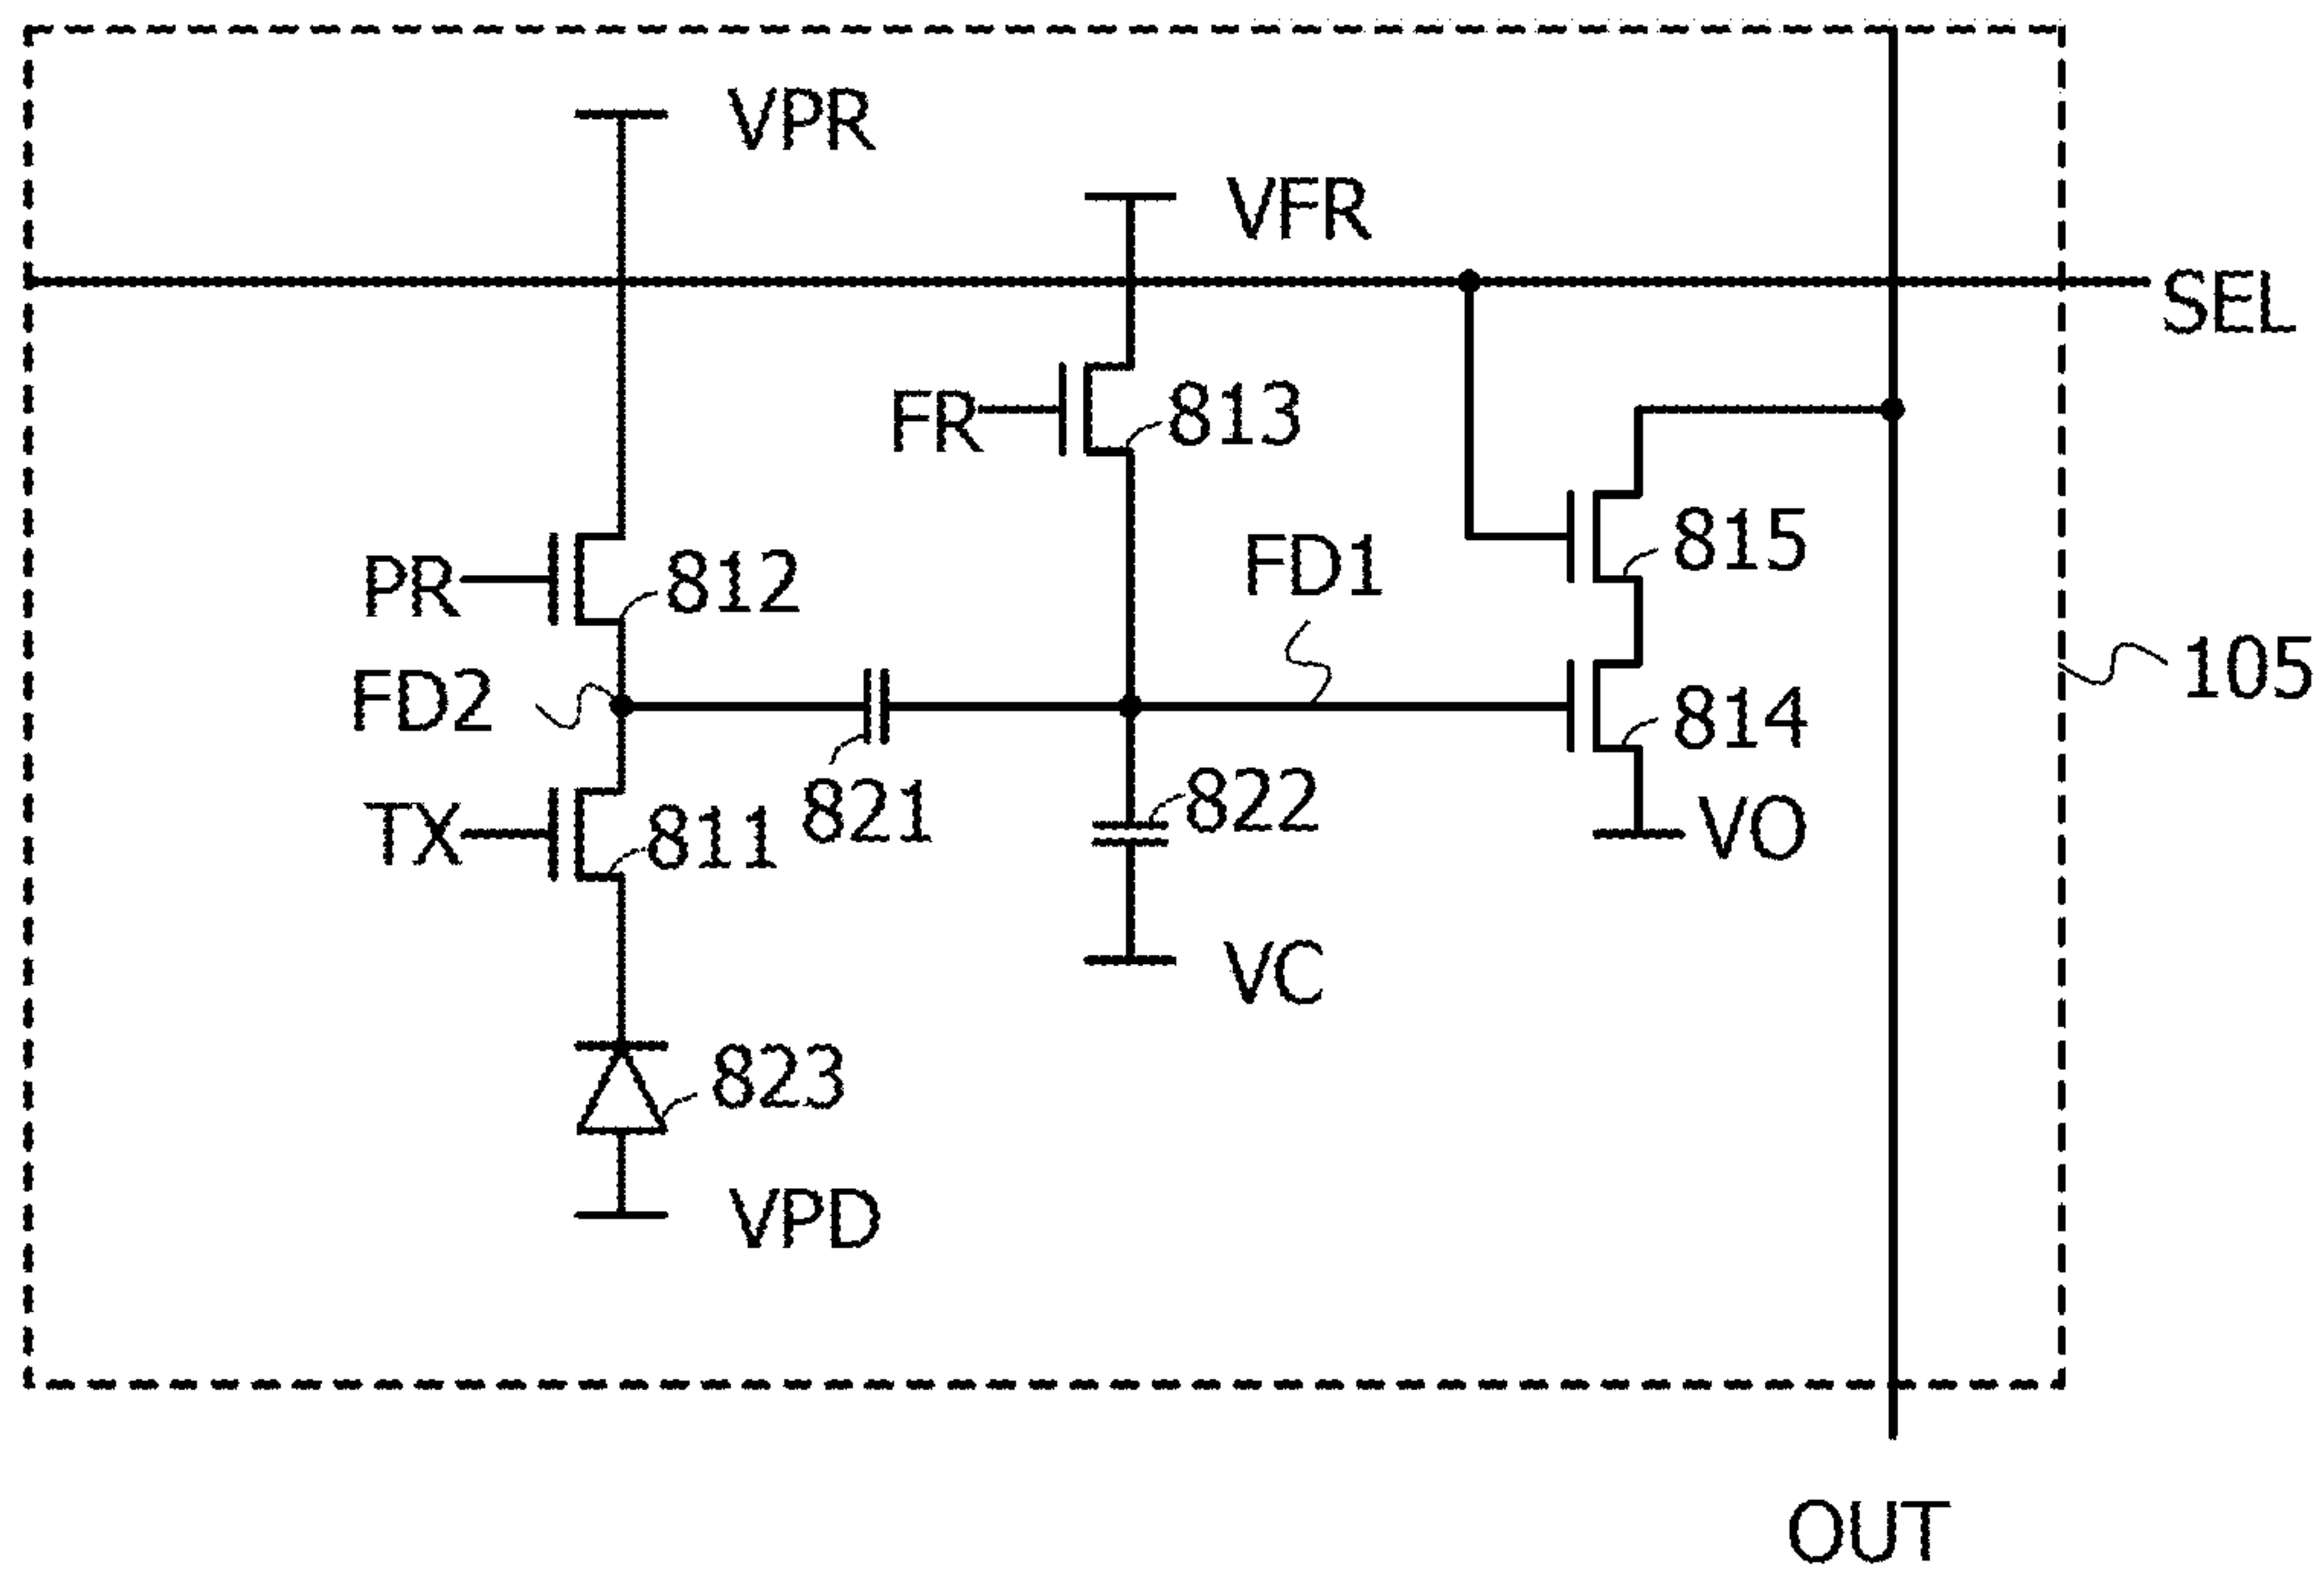 VPR
VFR
SEL
FR
813
815
FD1
PR
812
105
FD2
814
822
821
TX
811
VO
VC
823
VPD
OUT